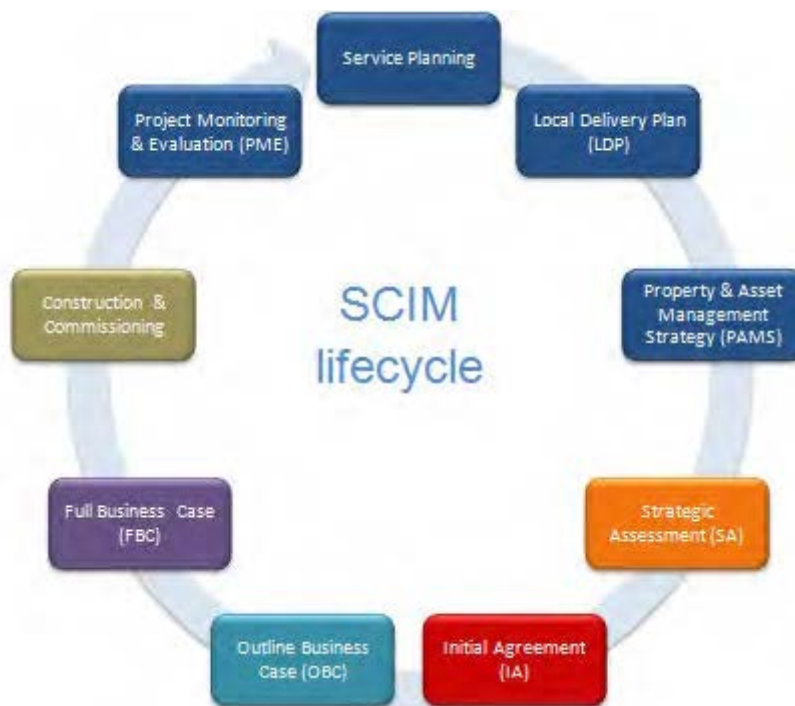 Service Planning
Local Delivery Plan
(LDP)
Property & Asset
Management
Strategy (PAMS)
Strategic
Assessment (SA)
Initial Agreement
(IA)
Outline Business
Case (OBC)
Full Business Case
(FBC)
Construction &
Commissioning
Project Monitoring
& Evaluation (PME)
SCIM
lifecycle